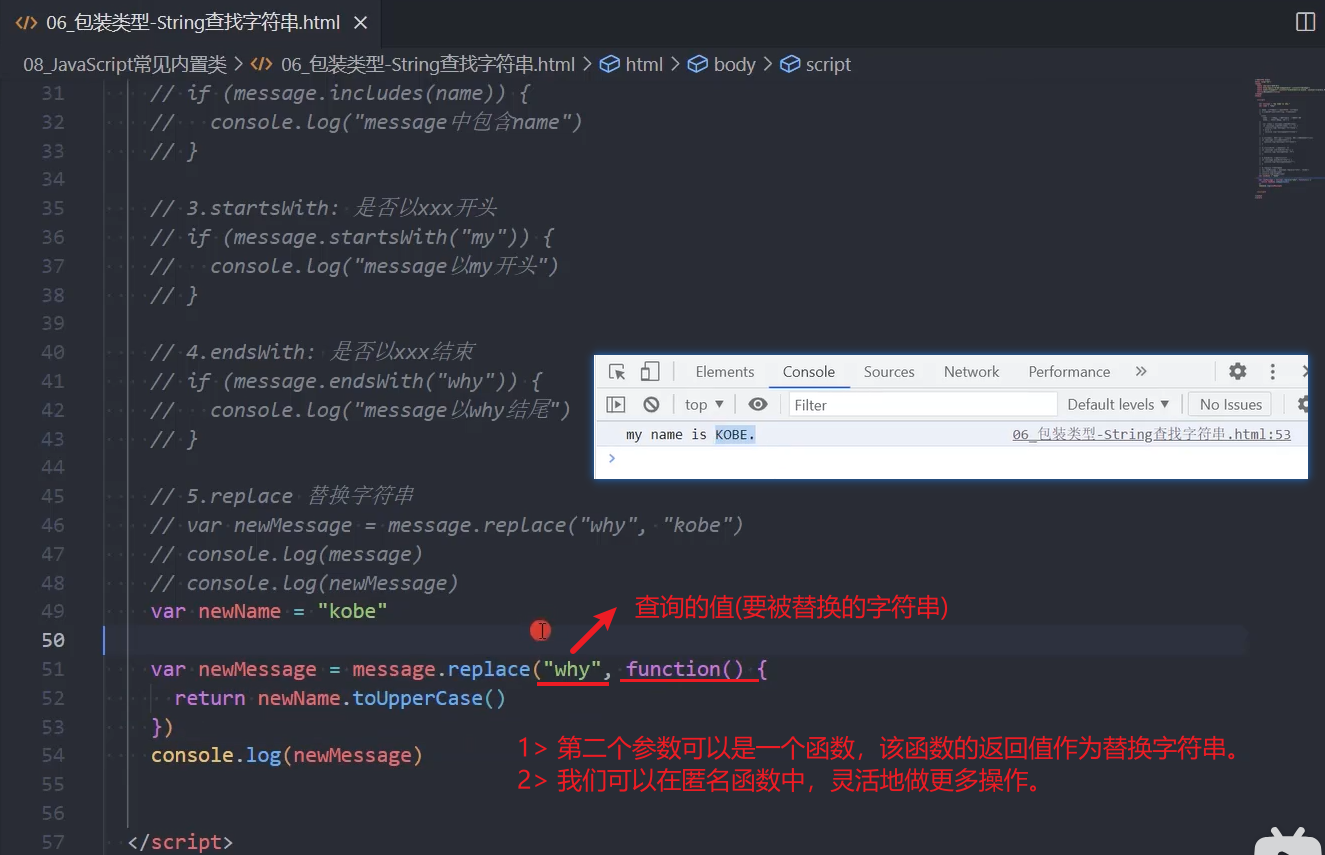 06_包装类型-String查找字符串.html
08_JavaScript常见内置类 > 06_包装类型-String查找字符串.html > html > body > script
31 // if (message.includes(name)) {
32 //   console.log("message中包含name")
33 // }
34
35 // 3.startsWith: 是否以xxx开头
36 // if (message.startsWith("my")) {
37 //   console.log("message以my开头")
38 // }
39
40 // 4.endsWith: 是否以xxx结束
41 // if (message.endsWith("why")) {
42 //   console.log("message以why结尾")
43 // }
44
45 // 5.replace 替换字符串
46 // var newMessage = message.replace("why", "kobe")
47 // console.log(message)
48 // console.log(newMessage)
49 var newName = "kobe"
50
51 var newMessage = message.replace("why", function() {
52   return newName.toUpperCase()
53 })
54 console.log(newMessage)
55
56
57 </script>
Elements Console Sources Network Performance »
top ▼ Filter Default levels ▼ No Issues
my name is KOBE. 06_包装类型-String查找字符串.html:53
>
查询的值(要被替换的字符串)
1> 第二个参数可以是一个函数，该函数的返回值作为替换字符串。
2> 我们可以在匿名函数中，灵活地做更多操作。